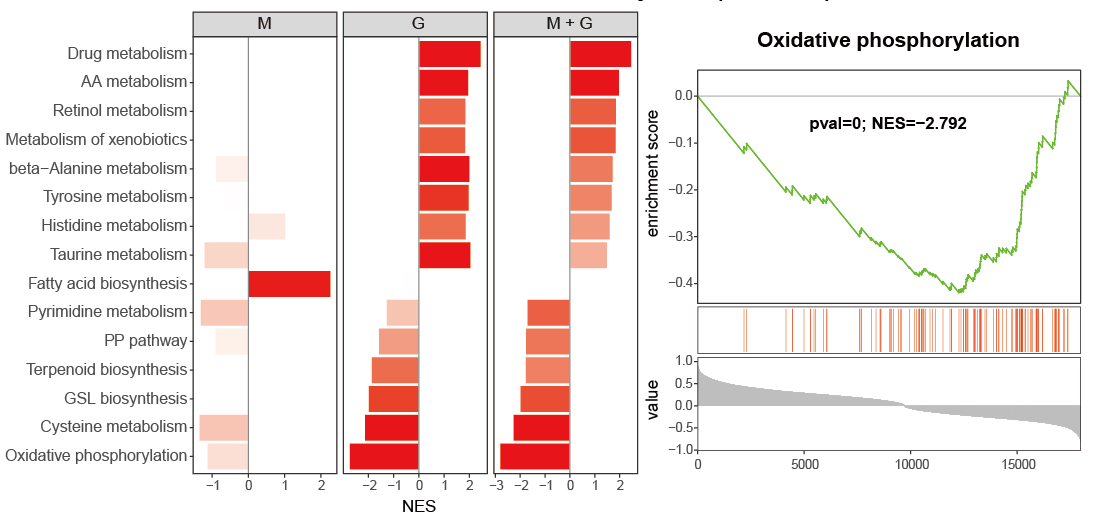 M
G
M + G
Drug metabolism
AA metabolism
Retinol metabolism
Metabolism of xenobiotics
beta−Alanine metabolism
Tyrosine metabolism
Histidine metabolism
Taurine metabolism
Fatty acid biosynthesis
Pyrimidine metabolism
PP pathway
Terpenoid biosynthesis
GSL biosynthesis
Cysteine metabolism
Oxidative phosphorylation
−1 0 1 2
−2 −1 0 1 2
−3 −2 −1 0 1 2
NES
Oxidative phosphorylation
pval=0; NES=−2.792
enrichment score
0.0
−0.1
−0.2
−0.3
−0.4
value
1.0
0.5
0.0
−0.5
−1.0
0 5000 10000 15000